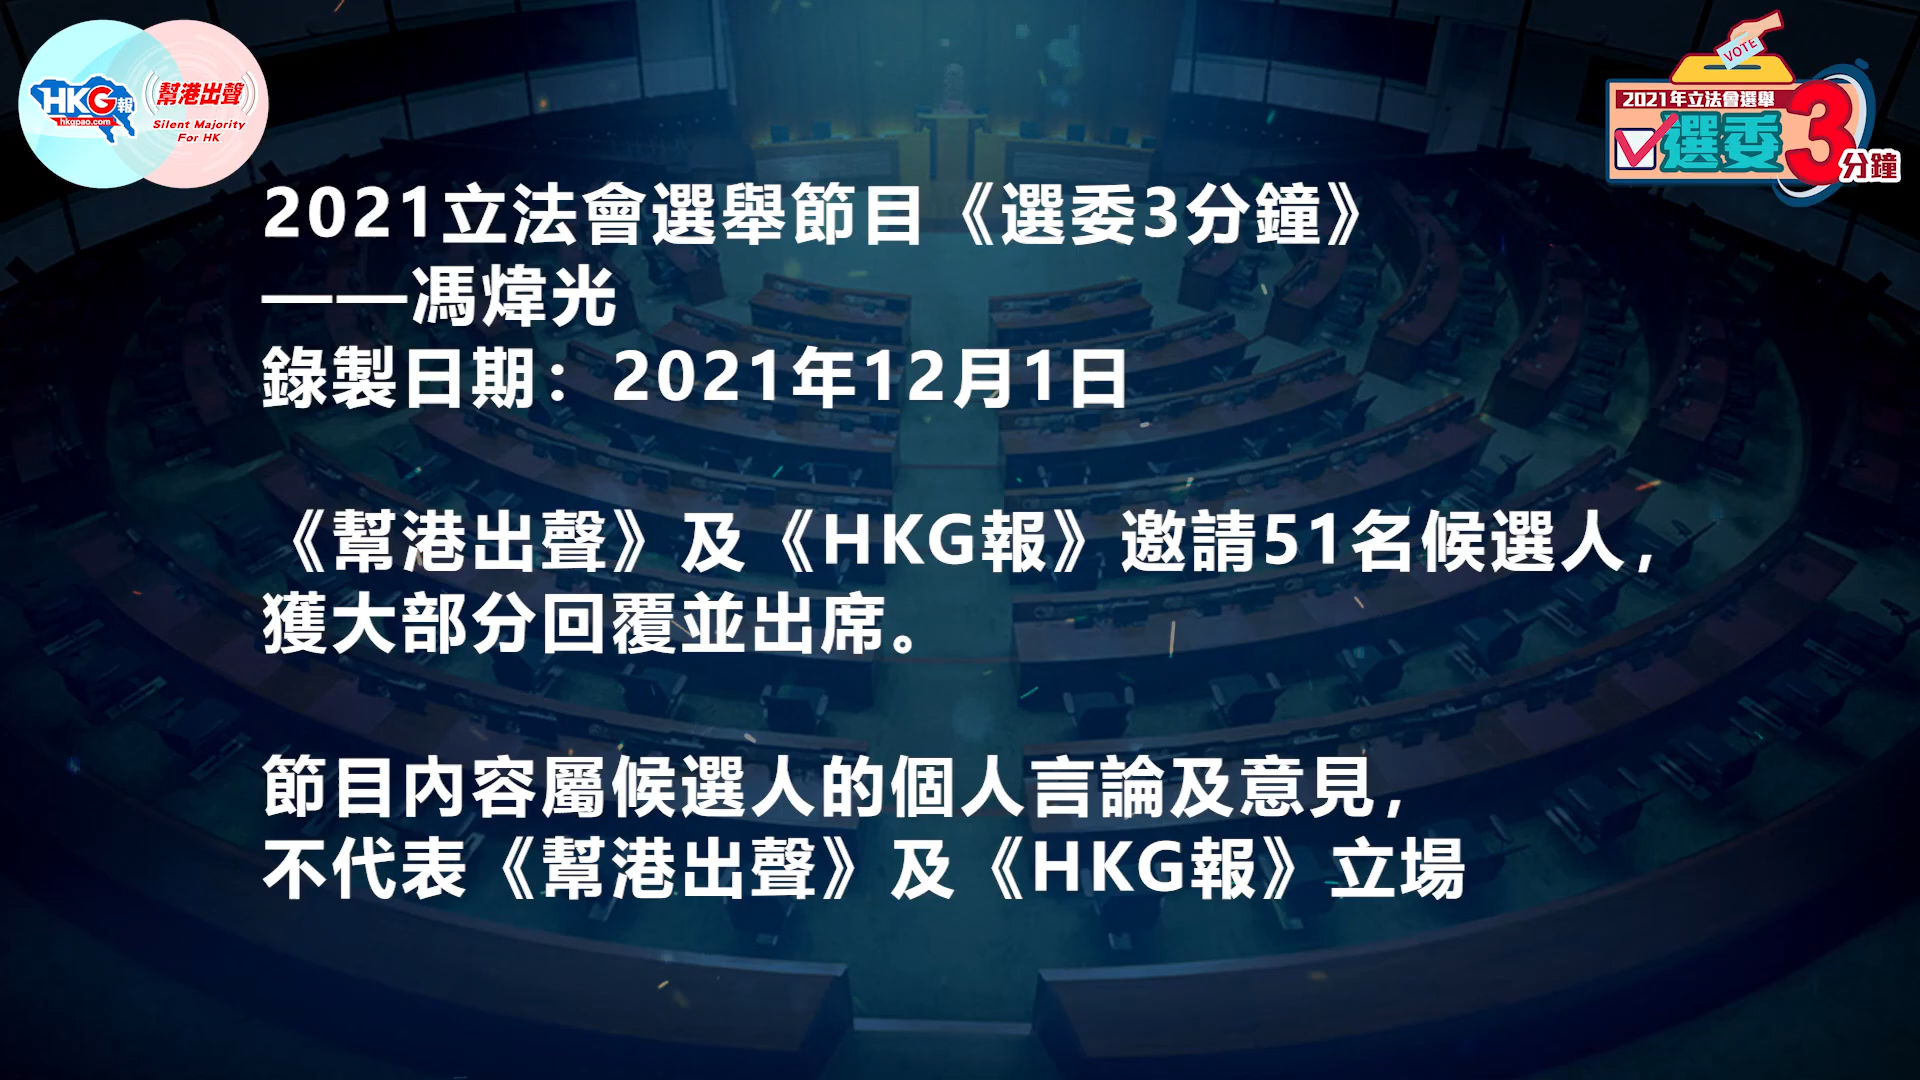 HKG報
hkgpao.com
幫港出聲
Silent Majority
For HK
VOTE
2021年立法會選舉
選委3分鐘
2021立法會選舉節目《選委3分鐘》
——馮煒光
錄製日期：2021年12月1日
《幫港出聲》及《HKG報》邀請51名候選人，
獲大部分回覆並出席。
節目內容屬候選人的個人言論及意見，
不代表《幫港出聲》及《HKG報》立場